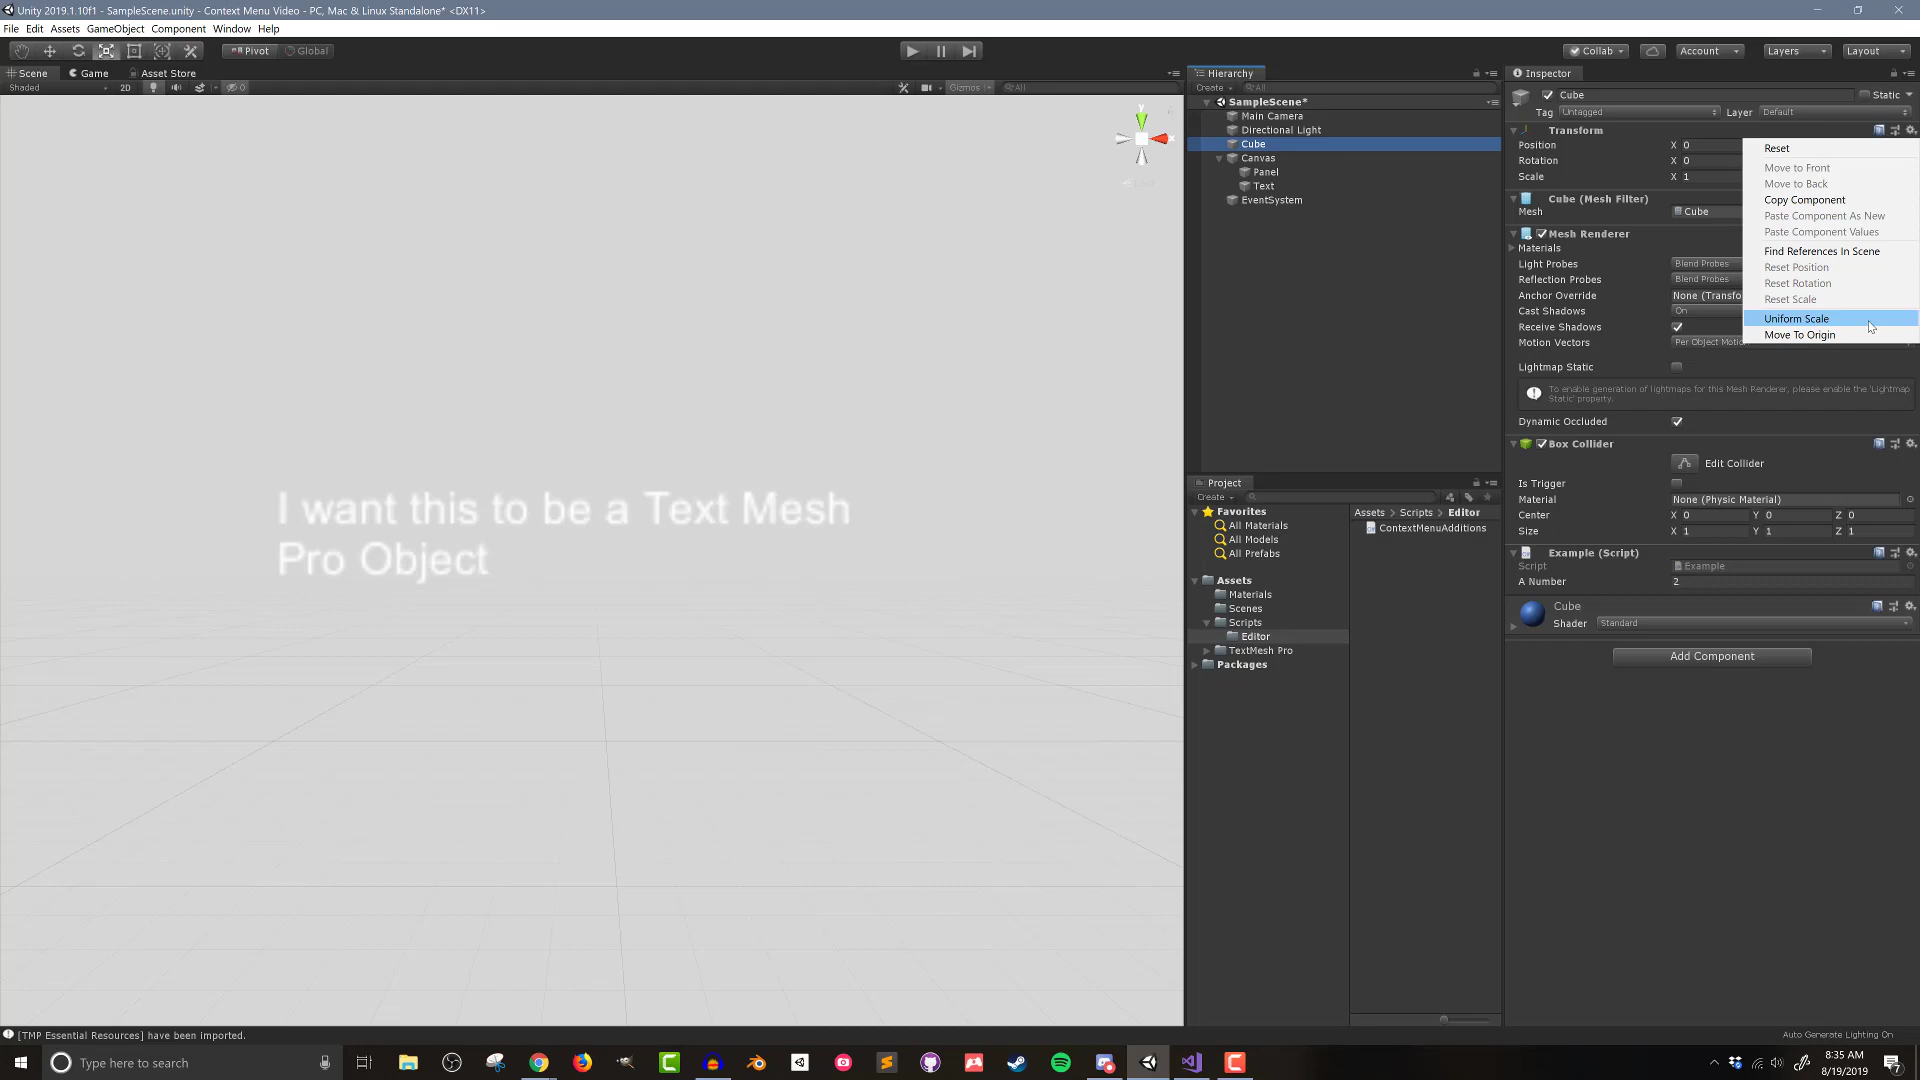 Unity 2019.1.10f1 - SampleScene.unity - Context Menu Video - PC, Mac & Linux Standalone* <DX11>
File Edit Assets GameObject Component Window Help
Pivot Global
Collab Account Layers Layout
Scene Game Asset Store
Shaded 2D 0 Gizmos All
I want this to be a Text Mesh
Pro Object
y
x
Hierarchy
Create All
SampleScene*
Main Camera
Directional Light
Cube
Canvas
Panel
Text
EventSystem
Project
Create
Favorites
All Materials
All Models
All Prefabs
Assets
Materials
Scenes
Scripts
Editor
TextMesh Pro
Packages
Assets Scripts Editor
ContextMenuAdditions
Inspector
Cube Static
Tag Untagged Layer Default
Transform
Position X 0
Rotation X 0
Scale X 1
Cube (Mesh Filter)
Mesh Cube
Mesh Renderer
Materials
Light Probes Blend Probes
Reflection Probes Blend Probes
Anchor Override None (Transfo
Cast Shadows On
Receive Shadows
Motion Vectors Per Object Motio
Reset
Move to Front
Move to Back
Copy Component
Paste Component As New
Paste Component Values
Find References In Scene
Reset Position
Reset Rotation
Reset Scale
Uniform Scale
Move To Origin
Lightmap Static
To enable generation of lightmaps for this Mesh Renderer, please enable the 'Lightmap
Static' property.
Dynamic Occluded
Box Collider
Edit Collider
Is Trigger
Material None (Physic Material)
Center X 0 Y 0 Z 0
Size X 1 Y 1 Z 1
Example (Script)
Script Example
A Number 2
Cube
Shader Standard
Add Component
[TMP Essential Resources] have been imported.
Auto Generate Lighting On
Type here to search
8:35 AM
8/19/2019
7